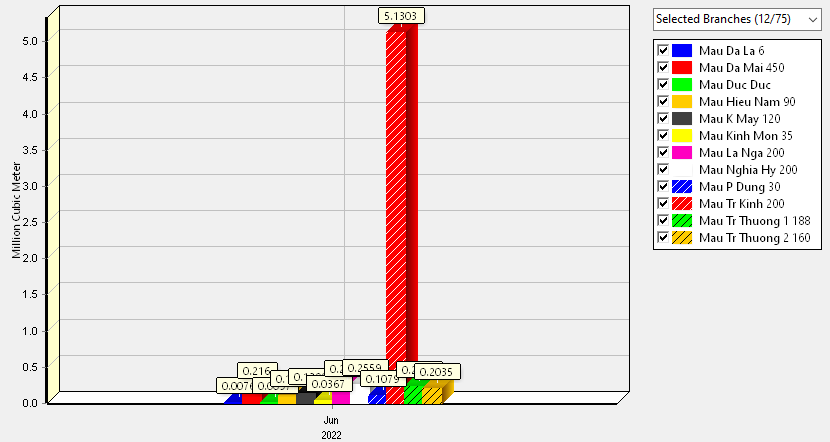 Selected Branches (12/75)
5.1303
Mau Da La 6
Mau Da Mai 450
Mau Duc Duc
Mau Hieu Nam 90
Mau K May 120
Mau Kinh Mon 35
Mau La Nga 200
Mau Nghia Hy 200
Mau P Dung 30
Mau Tr Kinh 200
Mau Tr Thuong 1 188
Mau Tr Thuong 2 160
Million Cubic Meter
5.0
4.5
4.0
3.5
3.0
2.5
2.0
1.5
1.0
0.5
0.0
0.216
0.2559
0.2035
0.1079
0.0367
Jun
2022